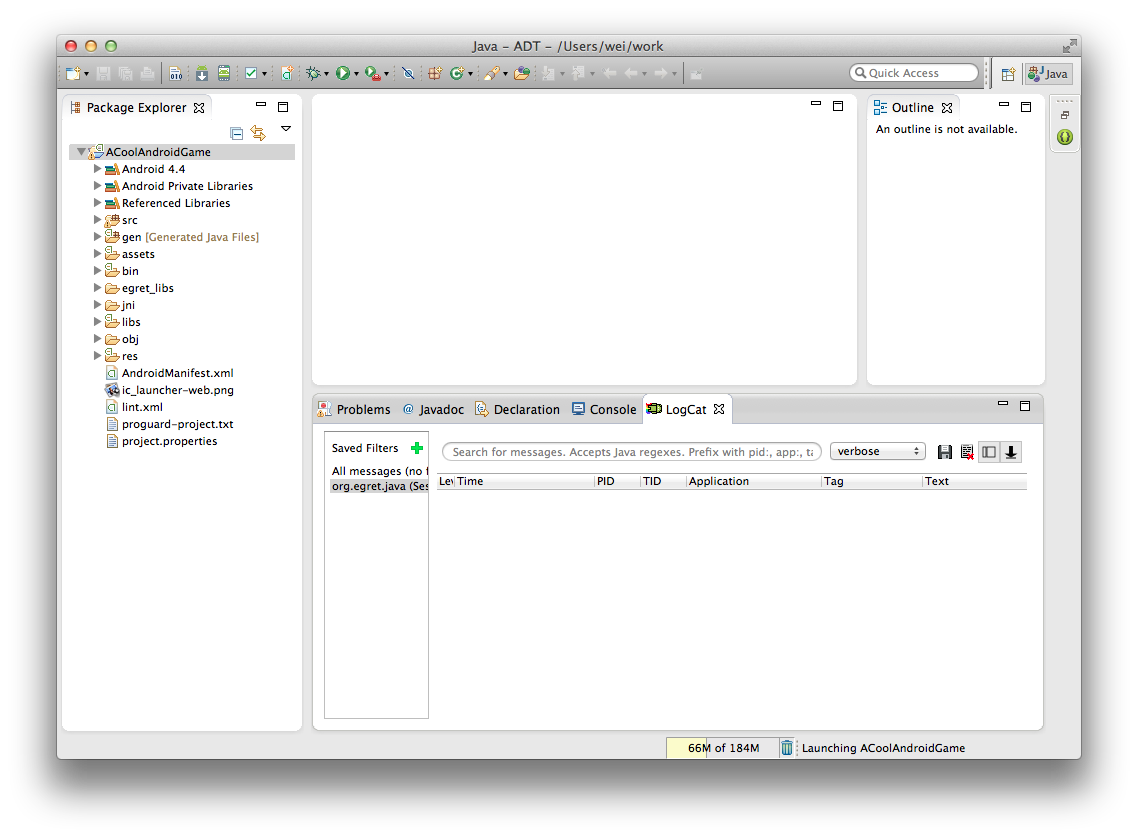 Java – ADT – /Users/wei/work
Quick Access
Java
Package Explorer
ACoolAndroidGame
Android 4.4
Android Private Libraries
Referenced Libraries
src
gen [Generated Java Files]
assets
bin
egret_libs
jni
libs
obj
res
AndroidManifest.xml
ic_launcher-web.png
lint.xml
proguard-project.txt
project.properties
Outline
An outline is not available.
Problems @ Javadoc Declaration Console LogCat
Saved Filters
All messages (no f
org.egret.java (Ses
Search for messages. Accepts Java regexes. Prefix with pid:, app:, ta
verbose
Lev Time PID TID Application Tag Text
66M of 184M
Launching ACoolAndroidGame